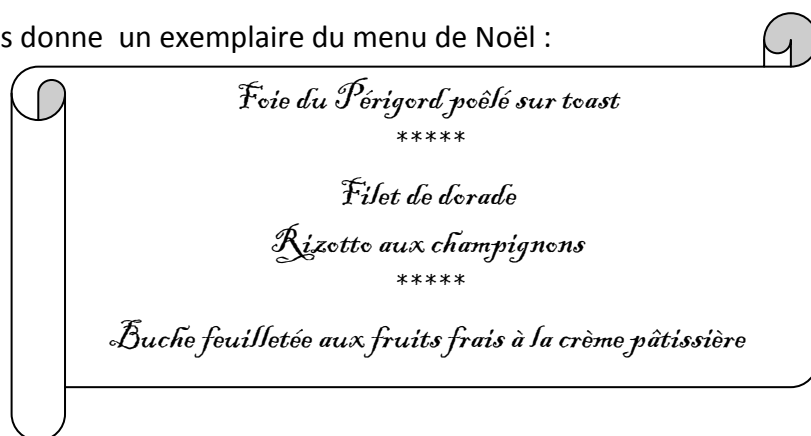 s donne un exemplaire du menu de Noël :
Foie du Périgord poêlé sur toast
*****
Filet de dorade
Rizotto aux champignons
*****
Buche feuilletée aux fruits frais à la crème pâtissière